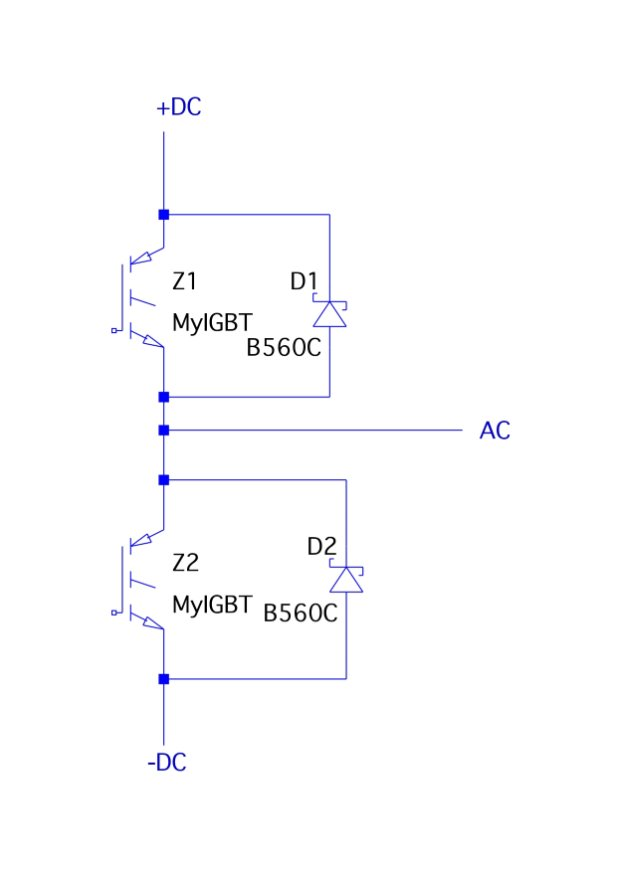 +DC
Z1
D1
MyIGBT
B560C
AC
D2
Z2
MyIGBT
B560C
-DC